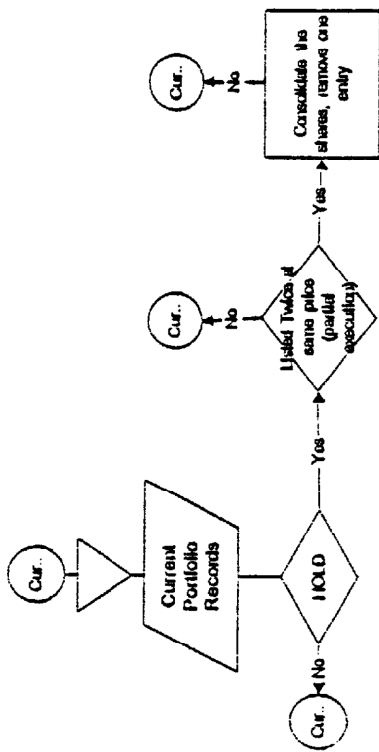 Cur..
Current
Portfolio
Records
HOLD
No
Cur..
Yes
Listed Twice at
same price
(partial
execution)
No
Cur..
Yes
Consolidate the
shares, remove one
entry
No
Cur..